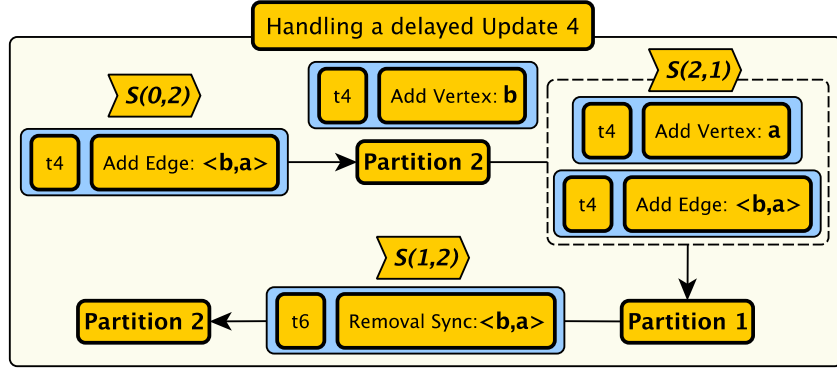 Handling a delayed Update 4
S(0,2)
t4 Add Edge: <b,a>
t4 Add Vertex: b
Partition 2
S(2,1)
t4 Add Vertex: a
t4 Add Edge: <b,a>
S(1,2)
Partition 2
t6 Removal Sync:<b,a>
Partition 1